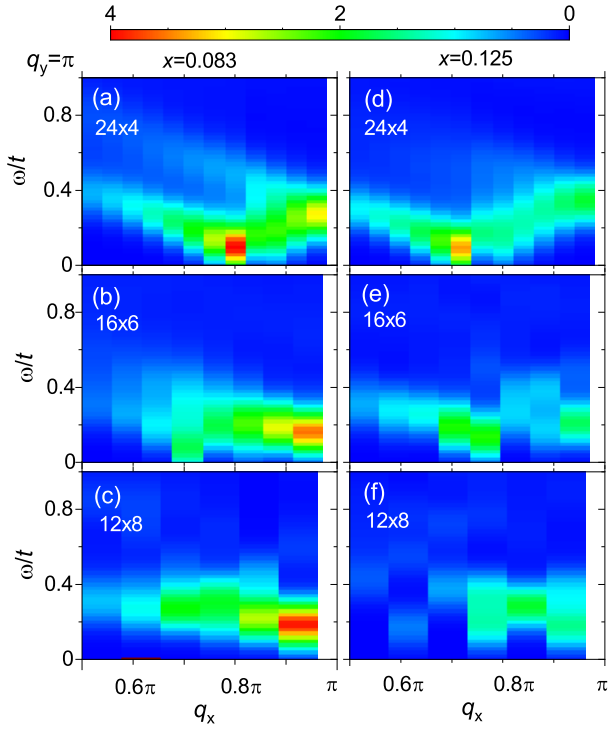 4 2 0
q_y=π x=0.083 x=0.125
(a) 24x4
(d) 24x4
ω/t 0.8 0.4 0
(b) 16x6
(e) 16x6
ω/t 0.8 0.4 0
(c) 12x8
(f) 12x8
ω/t 0.8 0.4 0
0.6π 0.8π π 0.6π 0.8π π
q_x q_x